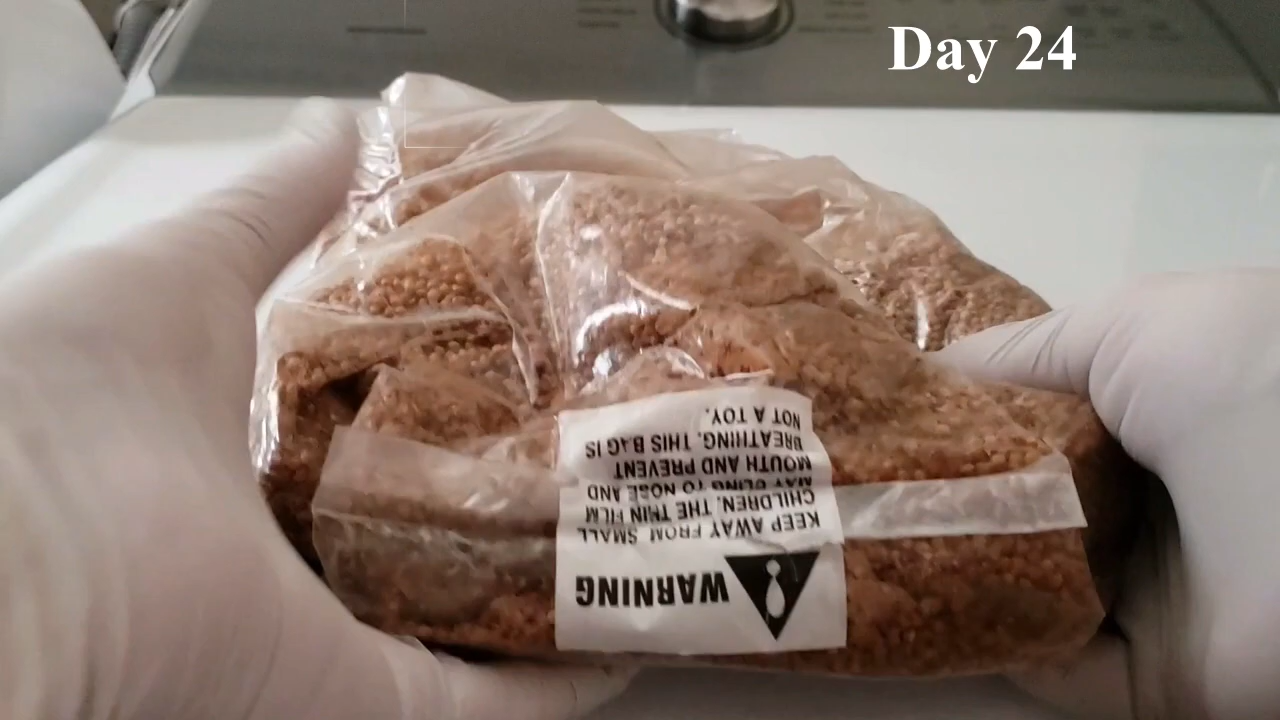 Day 24
WARNING
KEEP AWAY FROM SMALL
CHILDREN. THE THIN FILM
MAY CLING TO NOSE AND
MOUTH AND PREVENT
BREATHING. THIS BAG IS
NOT A TOY.